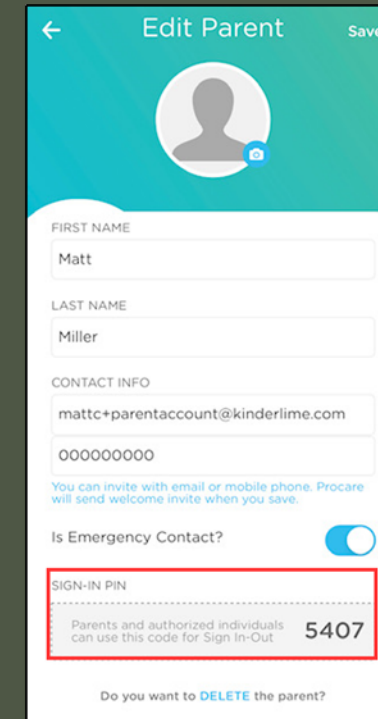 Edit Parent
Save
FIRST NAME
Matt
LAST NAME
Miller
CONTACT INFO
mattc+parentaccount@kinderlime.com
000000000
You can invite with email or mobile phone. Procare
will send welcome invite when you save.
Is Emergency Contact?
SIGN-IN PIN
Parents and authorized individuals
can use this code for Sign In-Out
5407
Do you want to DELETE the parent?